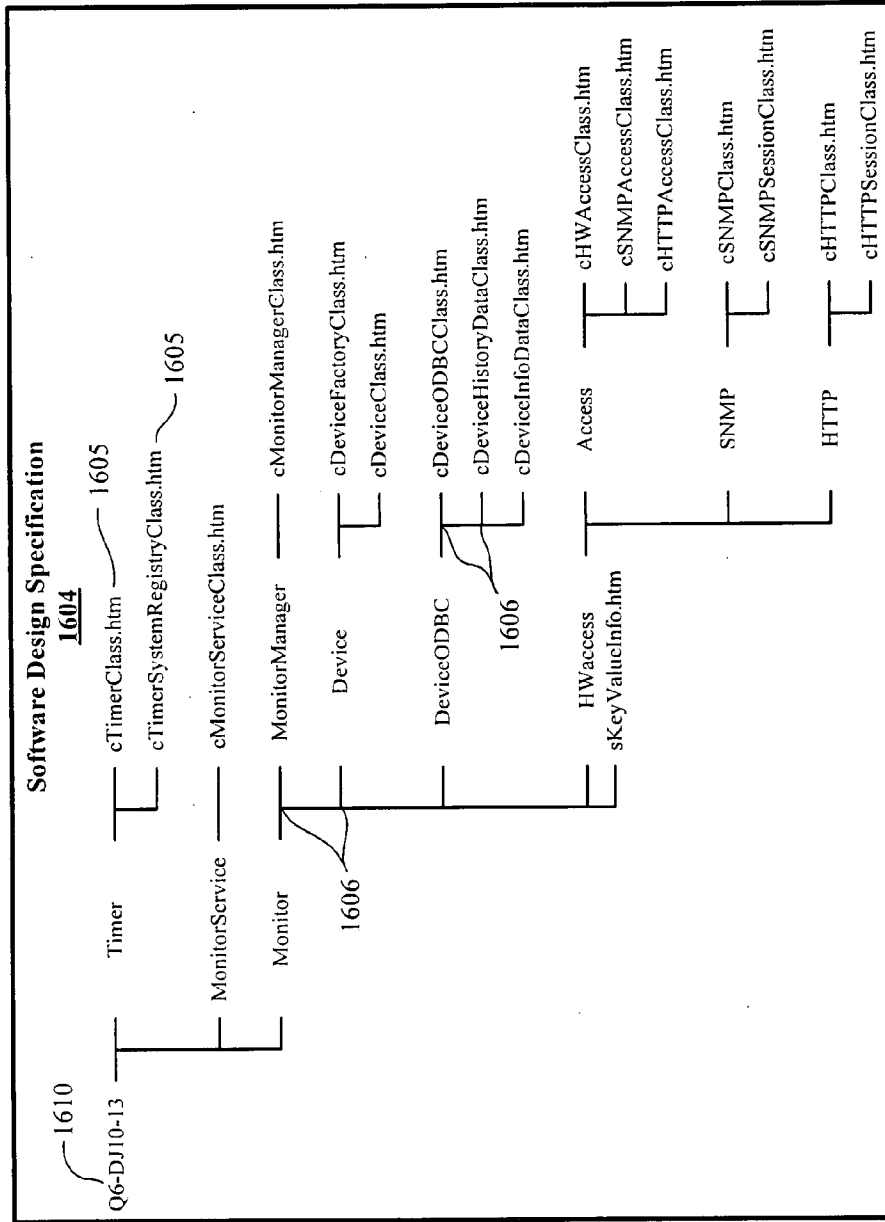 Software Design Specification
1604
1610
Q6-DJ10-13
Timer
cTimerClass.htm
1605
cTimerSystemRegistryClass.htm
1605
MonitorService
cMonitorServiceClass.htm
Monitor
MonitorManager
cMonitorManagerClass.htm
1606
Device
cDeviceFactoryClass.htm
cDeviceClass.htm
DeviceODBC
cDeviceODBCClass.htm
cDeviceHistoryDataClass.htm
cDeviceInfoDataClass.htm
1606
HWaccess
sKeyValueInfo.htm
Access
cHWAccessClass.htm
cSNMPAccessClass.htm
cHTTPAccessClass.htm
SNMP
cSNMPClass.htm
cSNMPSessionClass.htm
HTTP
cHTTPClass.htm
cHTTPSessionClass.htm